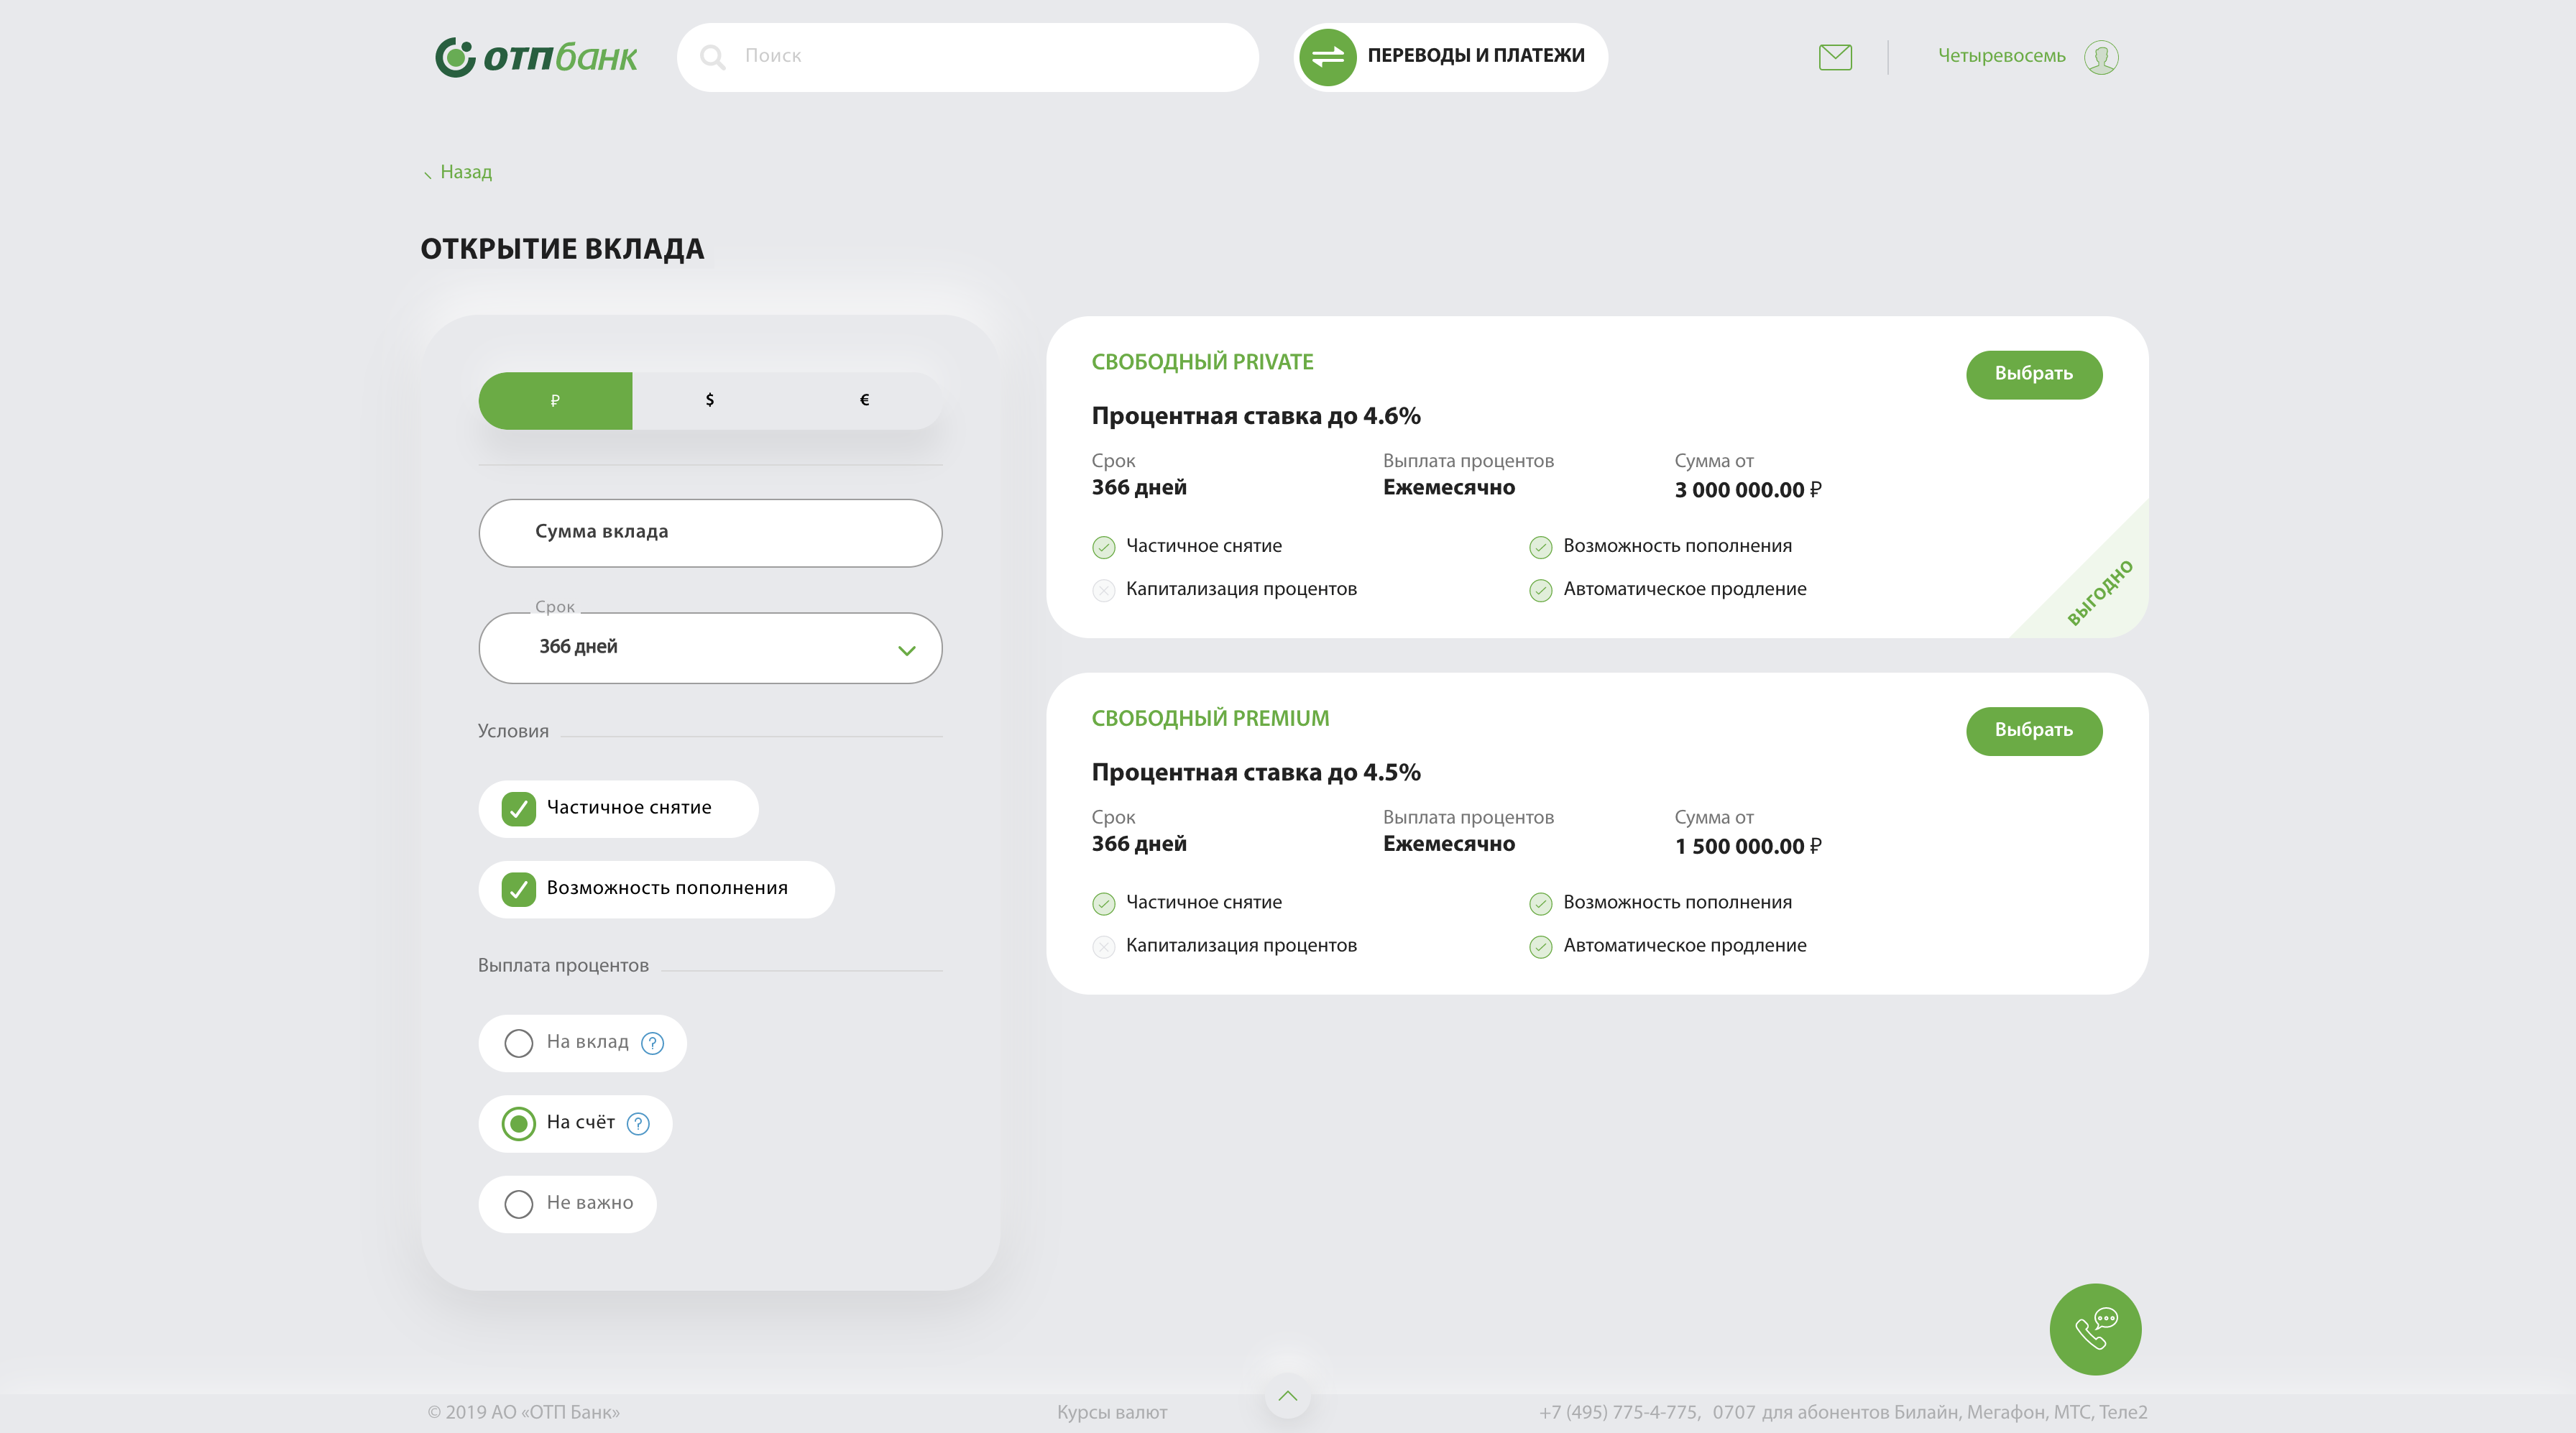 отпбанк
Поиск
ПЕРЕВОДЫ И ПЛАТЕЖИ
Четыревосемь
Назад
ОТКРЫТИЕ ВКЛАДА
₽ $ €
Сумма вклада
Срок
366 дней
Условия
Частичное снятие
Возможность пополнения
Выплата процентов
На вклад ?
На счёт ?
Не важно
СВОБОДНЫЙ PRIVATE
Выбрать
Процентная ставка до 4.6%
Срок Выплата процентов Сумма от
366 дней Ежемесячно 3 000 000.00 ₽
Частичное снятие Возможность пополнения
Капитализация процентов Автоматическое продление
ВЫГОДНО
СВОБОДНЫЙ PREMIUM
Выбрать
Процентная ставка до 4.5%
Срок Выплата процентов Сумма от
366 дней Ежемесячно 1 500 000.00 ₽
Частичное снятие Возможность пополнения
Капитализация процентов Автоматическое продление
© 2019 АО «ОТП Банк» Курсы валют +7 (495) 775-4-775, 0707 для абонентов Билайн, Мегафон, МТС, Теле2